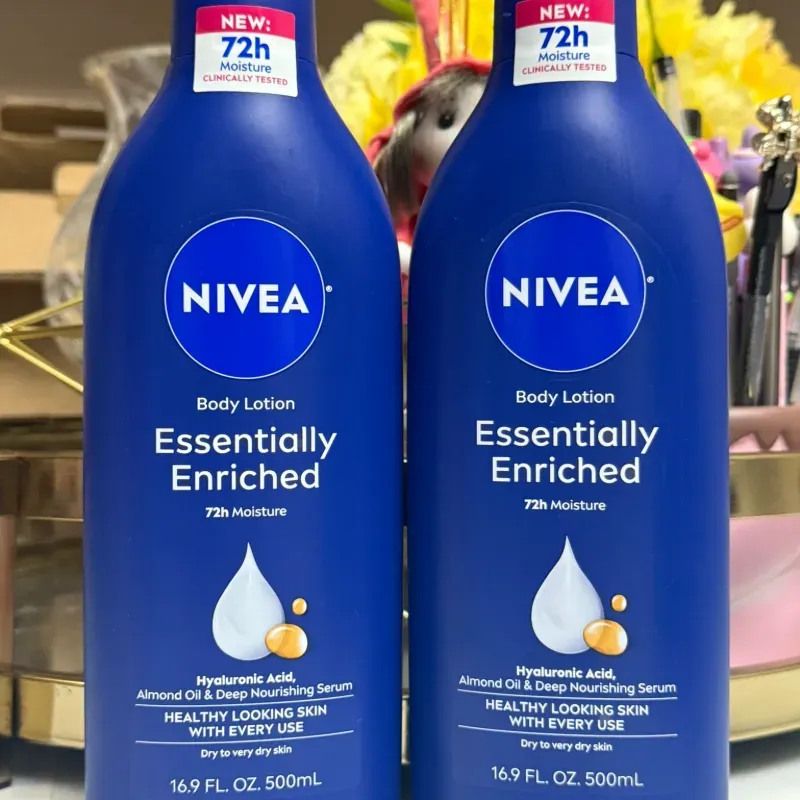 NEW:
72h
Moisture
CLINICALLY TESTED
NIVEA®
Body Lotion
Essentially
Enriched
72h Moisture
Hyaluronic Acid,
Almond Oil & Deep Nourishing Serum
HEALTHY LOOKING SKIN
WITH EVERY USE
Dry to very dry skin
16.9 FL. OZ. 500mL
NEW:
72h
Moisture
CLINICALLY TESTED
NIVEA®
Body Lotion
Essentially
Enriched
72h Moisture
Hyaluronic Acid,
Almond Oil & Deep Nourishing Serum
HEALTHY LOOKING SKIN
WITH EVERY USE
Dry to very dry skin
16.9 FL. OZ. 500mL